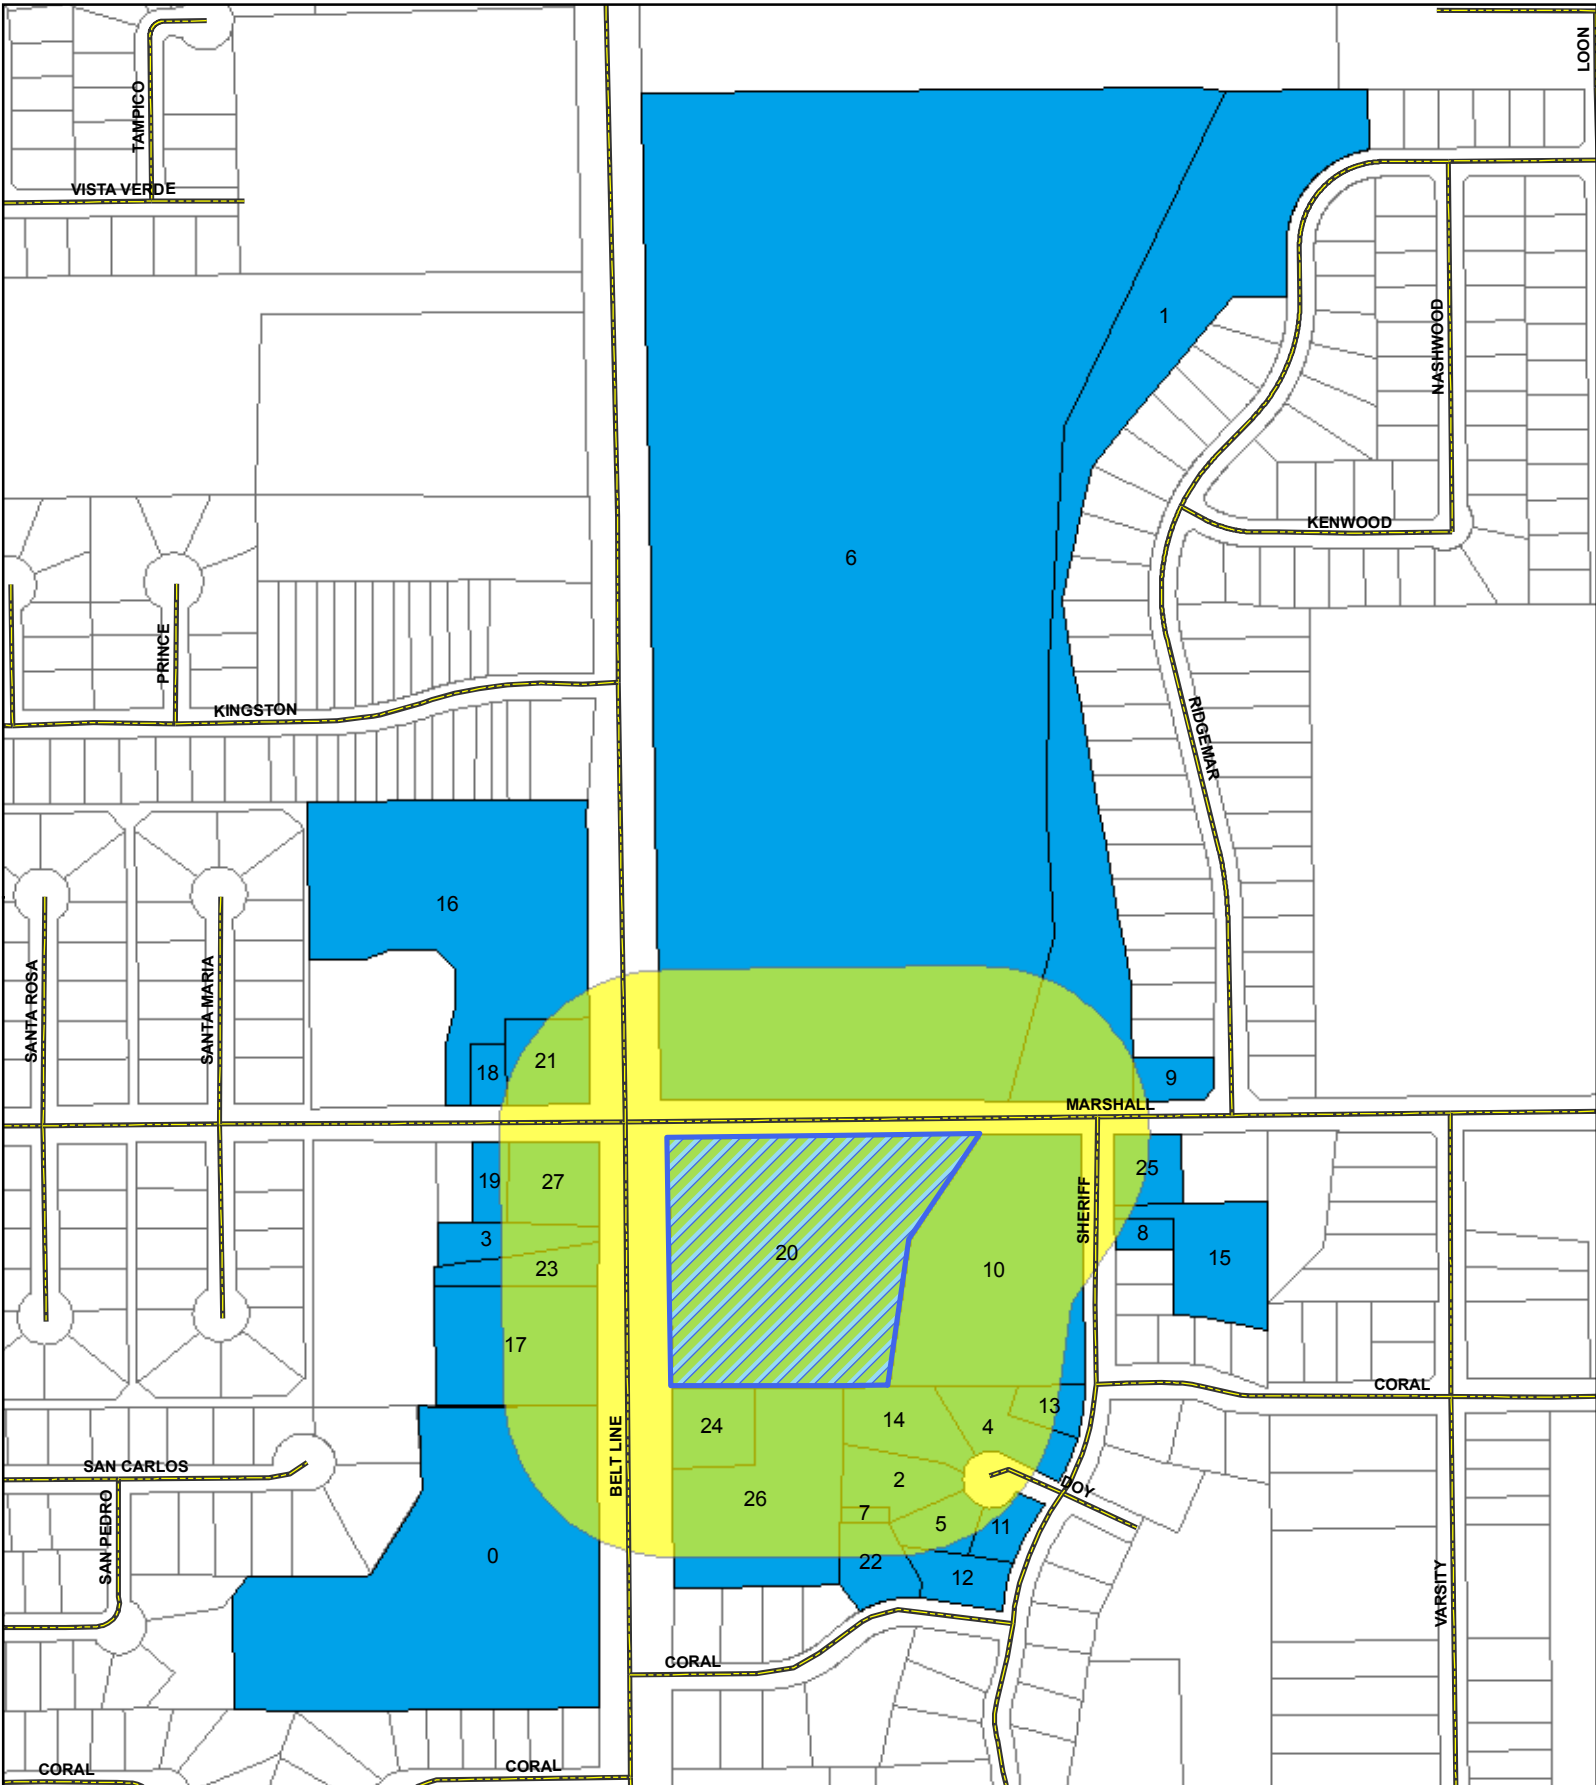 LOON
TAMPICO
VISTA VERDE
1
NASHWOOD
KENWOOD
6
PRINCE
KINGSTON
RIDGEMAR
16
SANTA ROSA
SANTA MARIA
21
18
9
MARSHALL
25
19
27
SHERIFF
8
3
20
15
23
10
17
CORAL
13
24
14
4
BELT LINE
SAN CARLOS
2
DOY
SAN PEDRO
26
7
5
11
0
22
12
VARSITY
CORAL
CORAL
CORAL